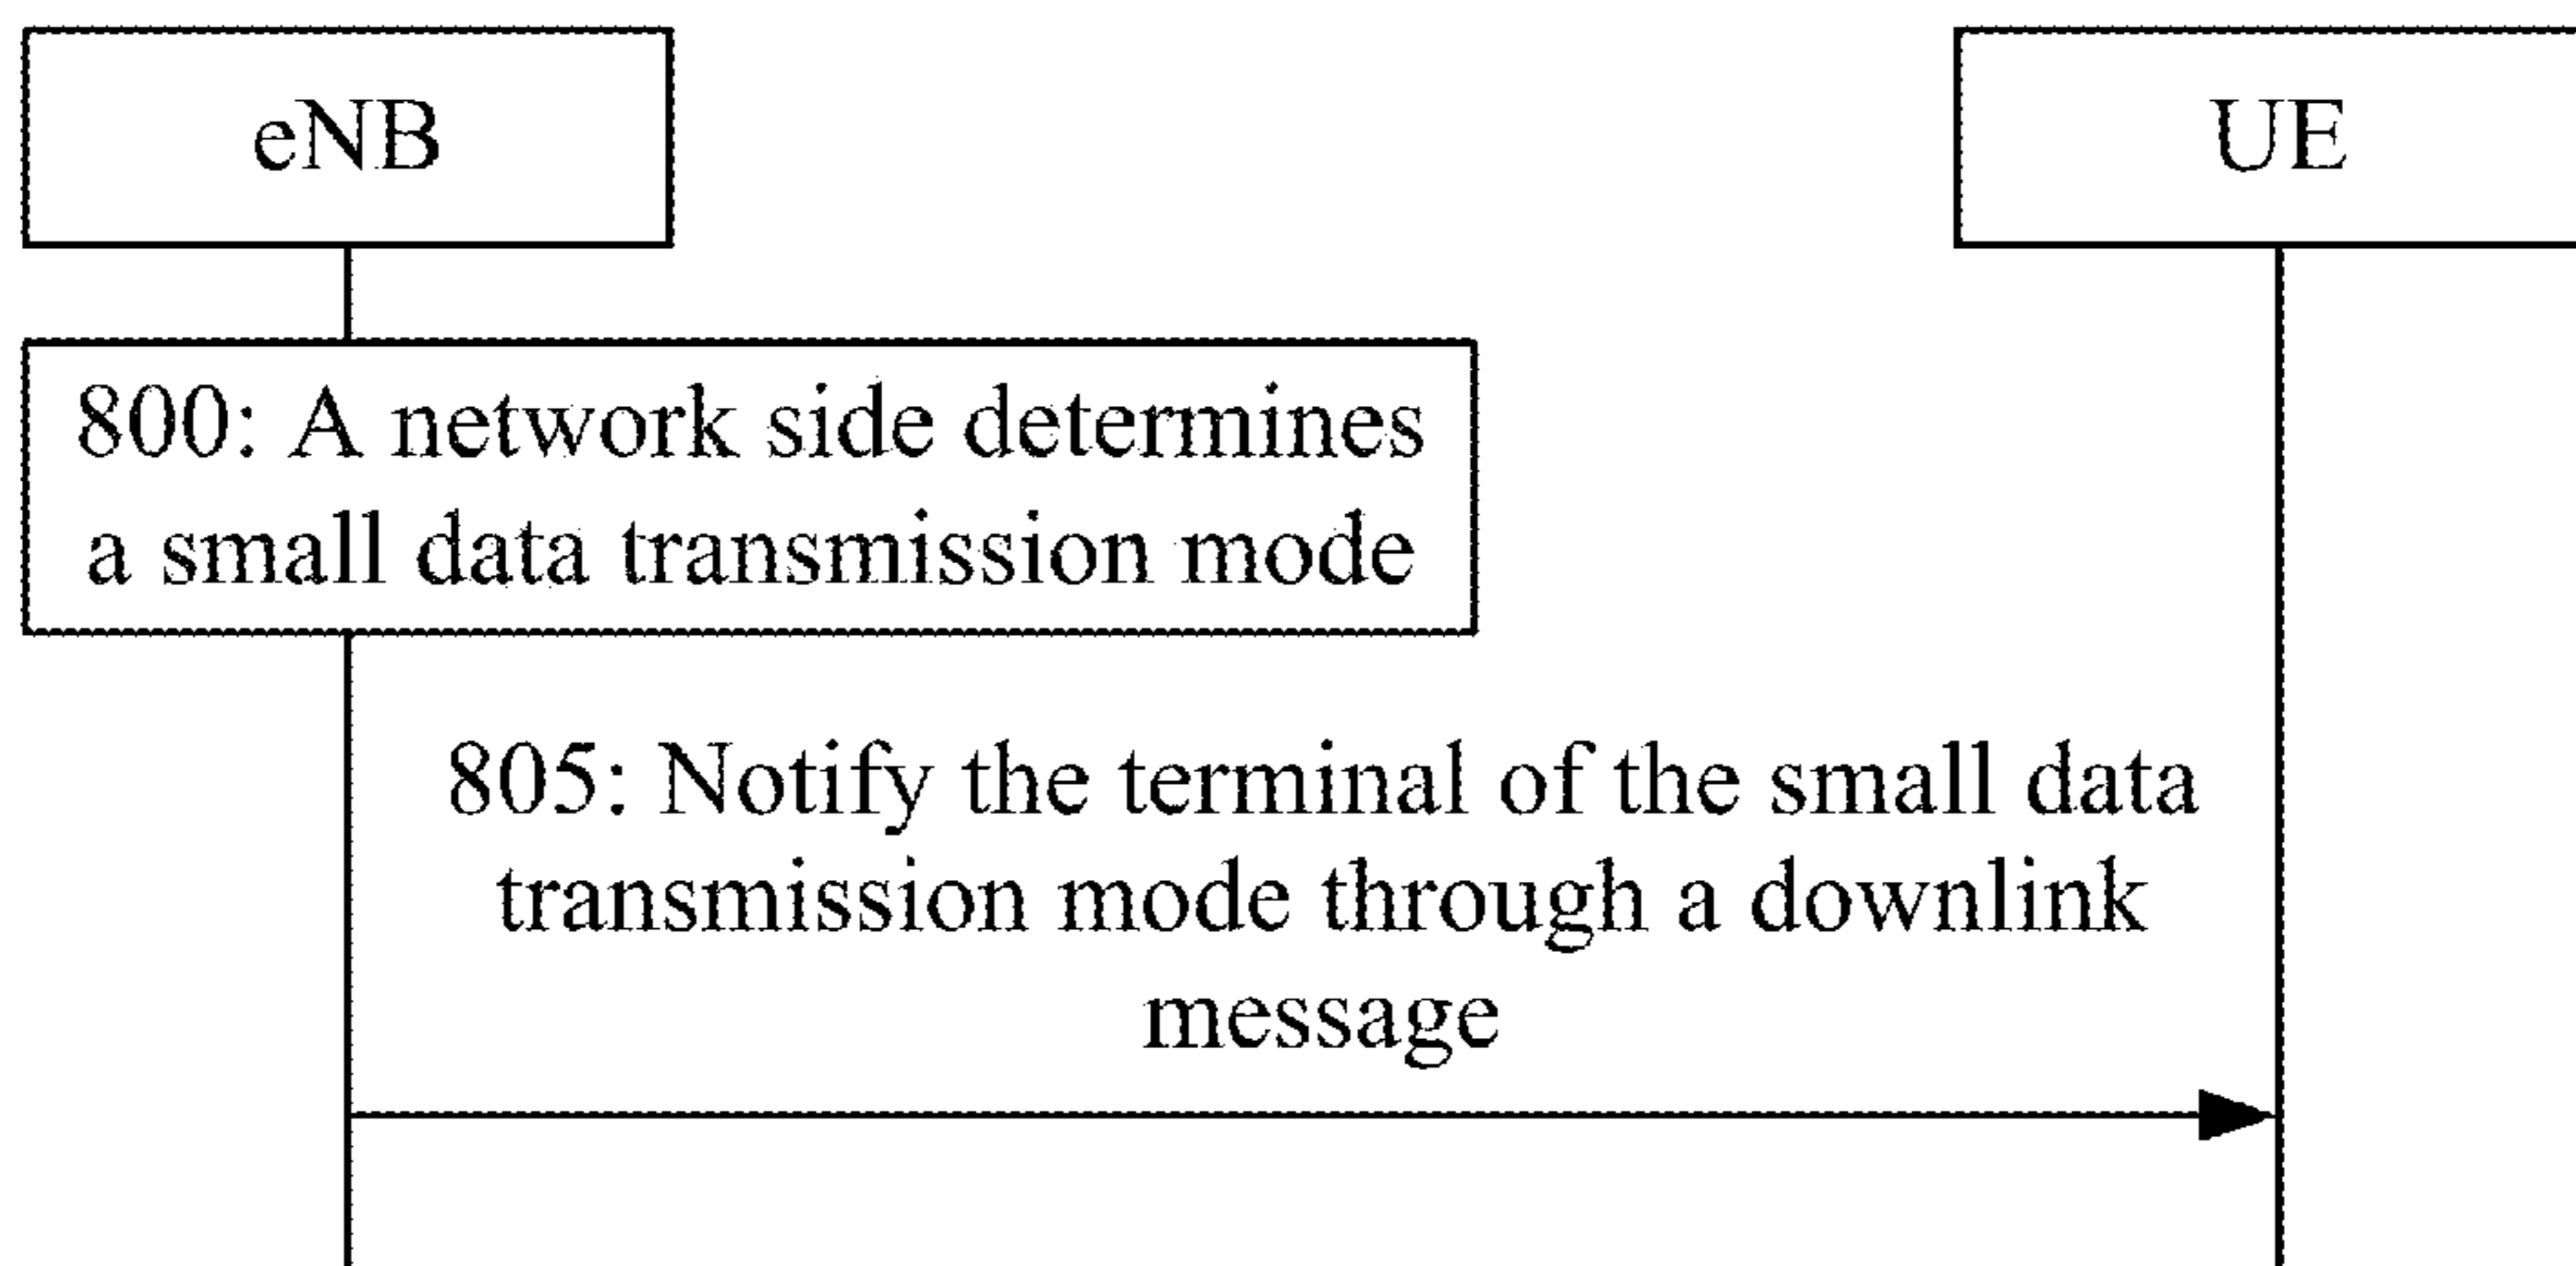 eNB
UE
800: A network side determines
a small data transmission mode
805: Notify the terminal of the small data
transmission mode through a downlink
message